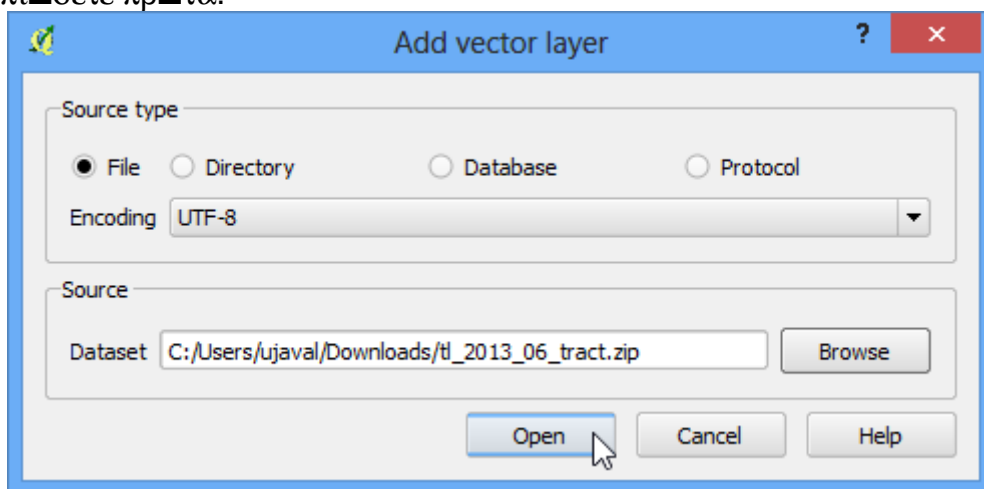 Add vector layer
?
Source type
File Directory Database Protocol
Encoding UTF-8
Source
Dataset C:/Users/ujaval/Downloads/tl_2013_06_tract.zip Browse
Open Cancel Help